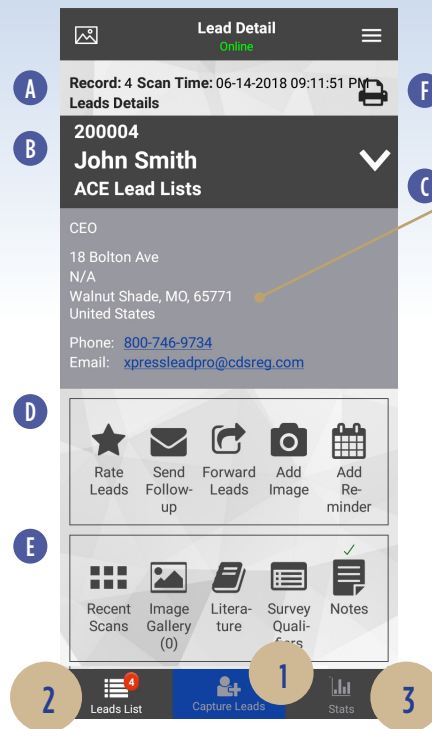 Lead Detail
Online
A
Record: 4 Scan Time: 06-14-2018 09:11:51 PM
F
Leads Details
B
200004
John Smith
ACE Lead Lists
C
CEO
18 Bolton Ave
N/A
Walnut Shade, MO, 65771
United States
Phone: 800-746-9734
Email: xpressleadpro@cdsreg.com
D
Rate Leads
Send Follow-up
Forward Leads
Add Image
Add Re-minder
E
Recent Scans
Image Gallery (0)
Litera-ture
Survey Quali-fiers
Notes
1
2
4
Leads List
Capture Leads
Stats
3